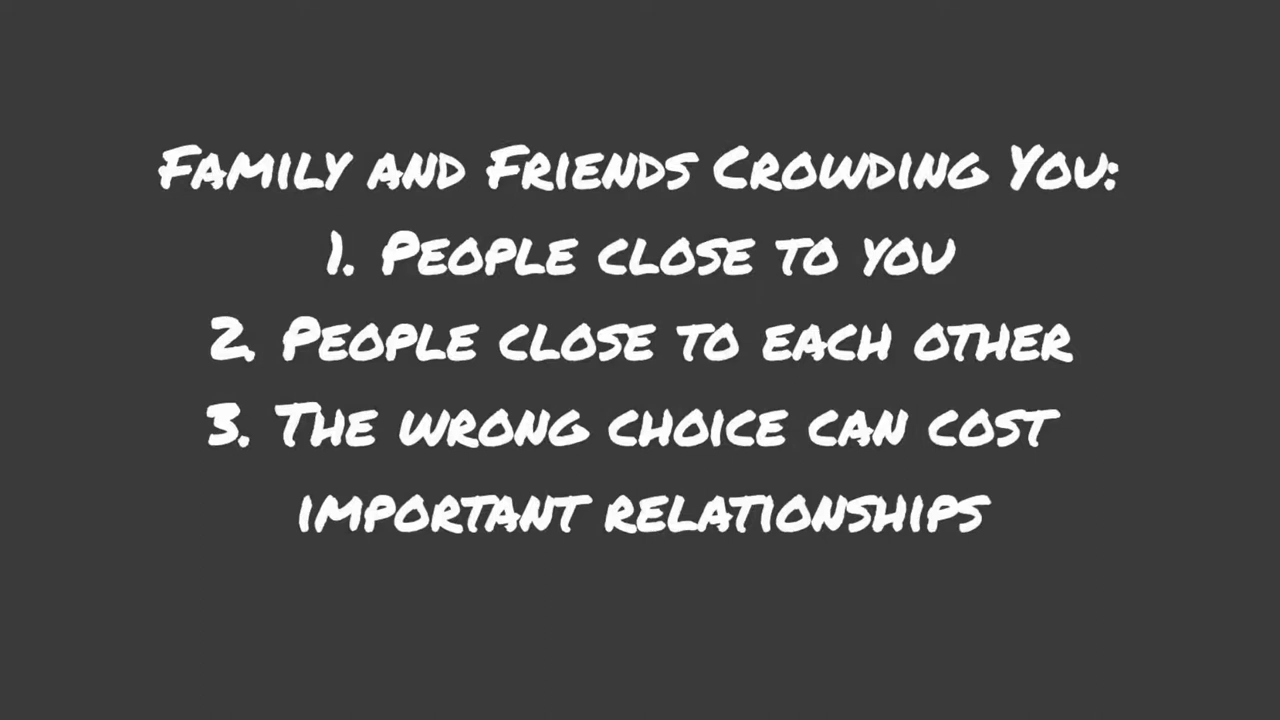 Family and Friends Crowding You:
1. People close to you
2. People close to each other
3. The wrong choice can cost
important relationships